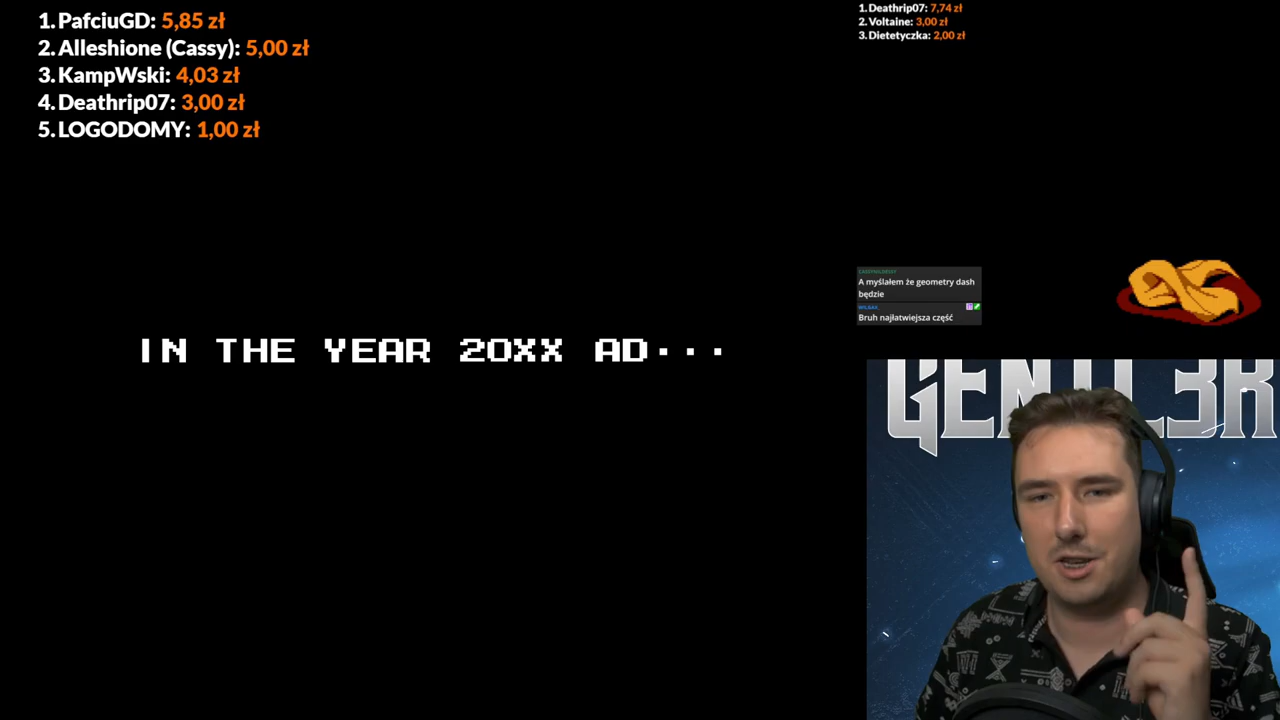 1. PafciuGD: 5,85 zł
2. Alleshione (Cassy): 5,00 zł
3. KampWski: 4,03 zł
4. Deathrip07: 3,00 zł
5. LOGODOMY: 1,00 zł
1. Deathrip07: 7,74 zł
2. Voltaine: 3,00 zł
3. Dietetyczka: 2,00 zł
A myślałem że geometry dash
będzie
Bruh najłatwiejsza część
IN THE YEAR 20XX AD···
GENTL3R